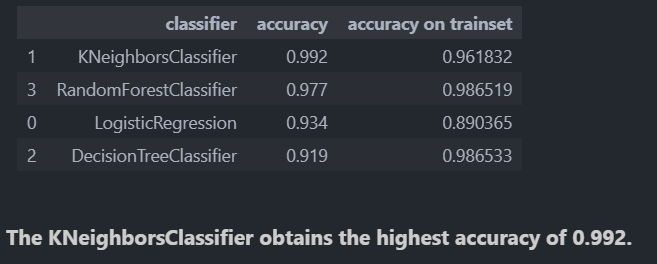 classifier accuracy accuracy on trainset
1 KNeighborsClassifier 0.992 0.961832
3 RandomForestClassifier 0.977 0.986519
0 LogisticRegression 0.934 0.890365
2 DecisionTreeClassifier 0.919 0.986533
The KNeighborsClassifier obtains the highest accuracy of 0.992.